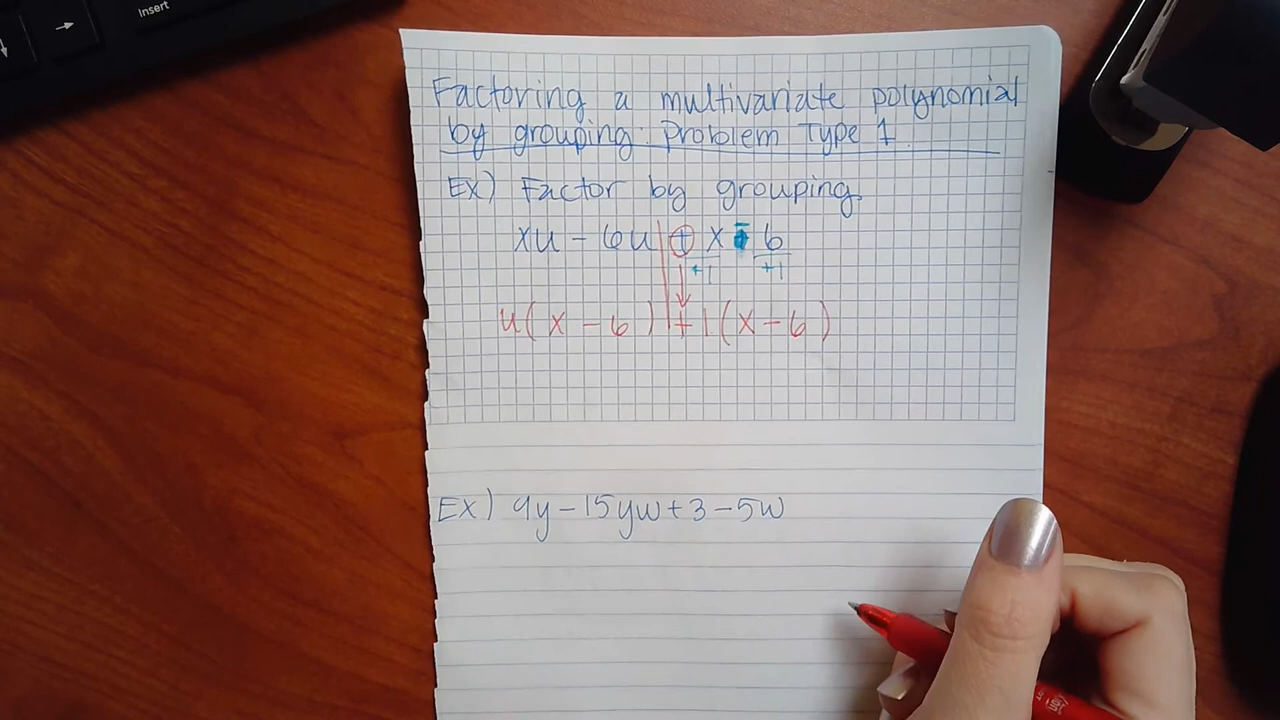 Insert
Factoring a multivariate polynomial
by grouping: Problem Type 1.
Ex) Factor by grouping.
xu - 6u + x - 6
+1 +1
u(x - 6) + 1(x - 6)
Ex) 9y - 15yw + 3 - 5w